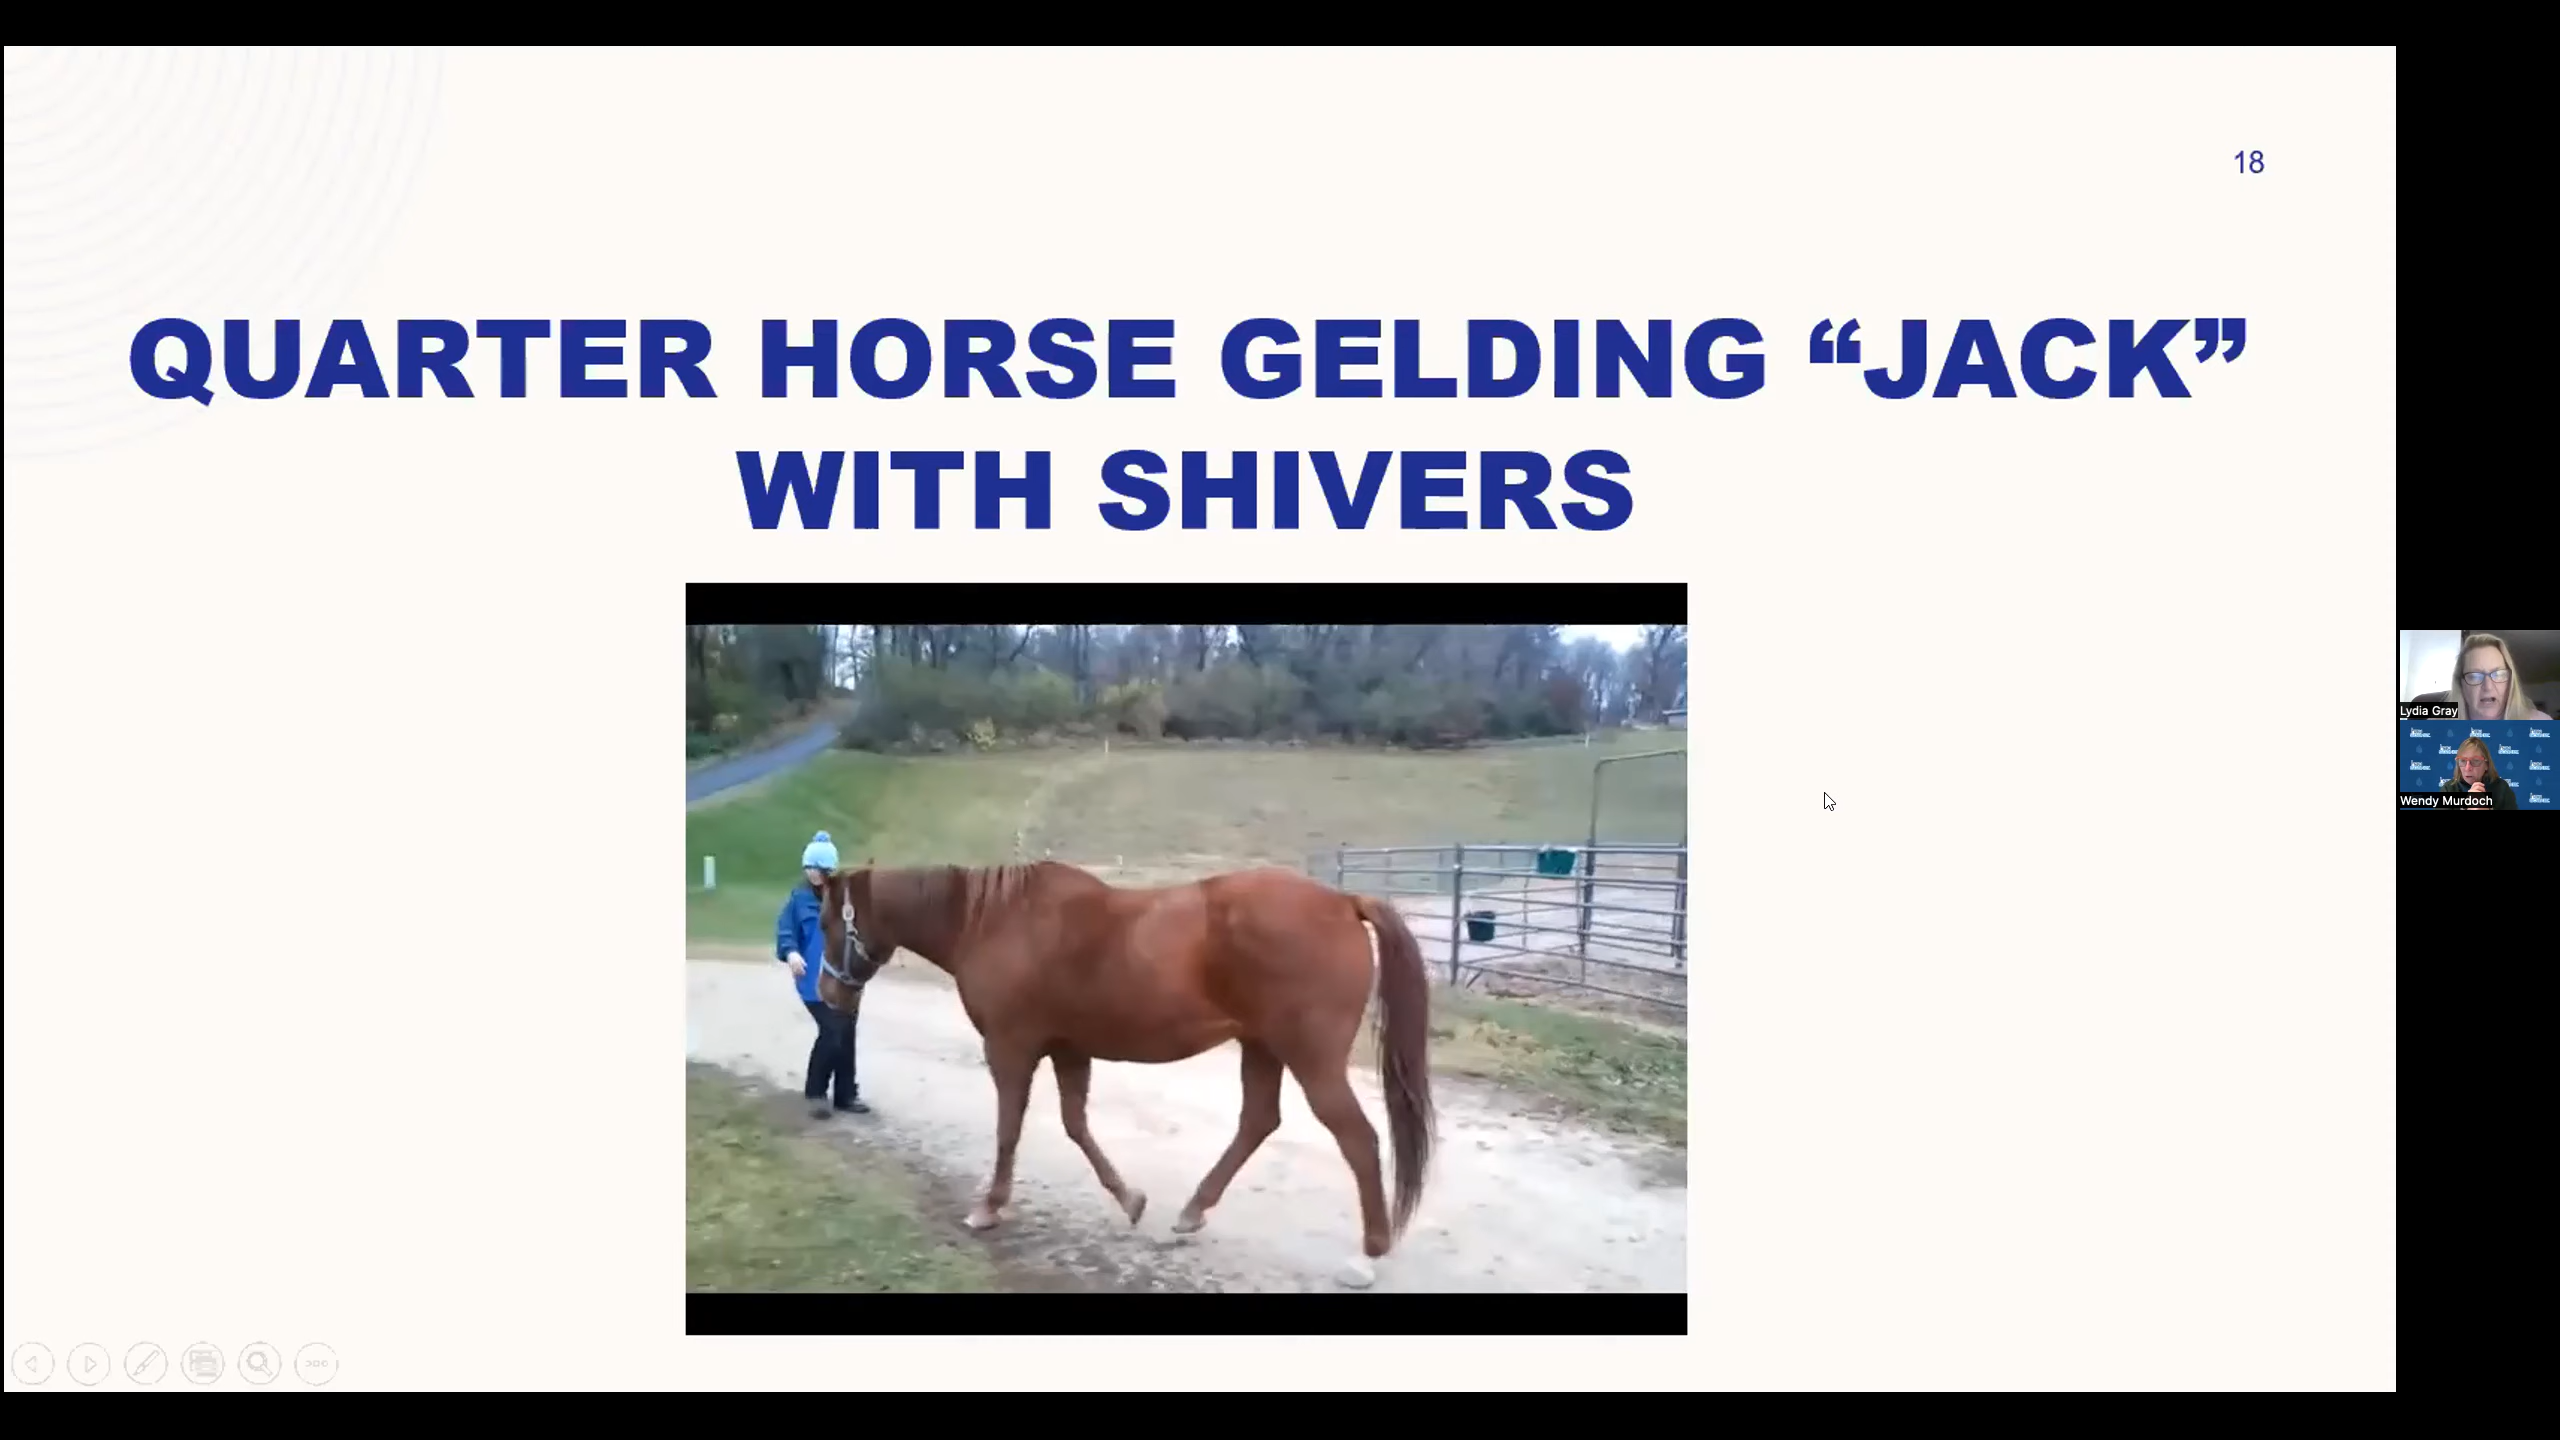 18
QUARTER HORSE GELDING “JACK”
WITH SHIVERS
Lydia Gray
Wendy Murdoch